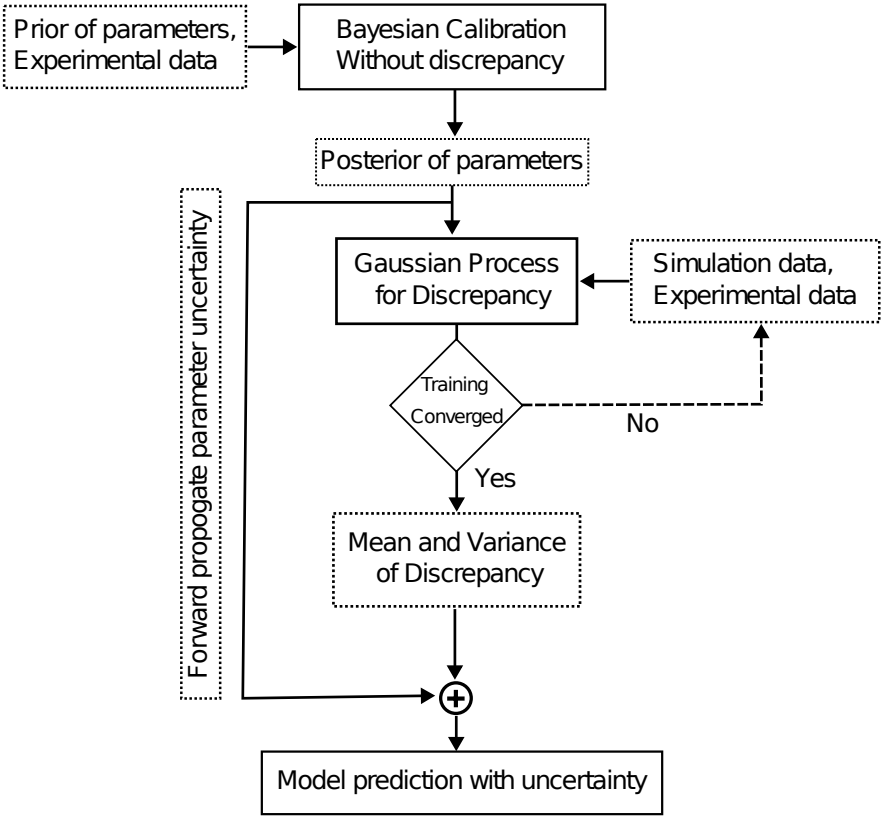 Prior of parameters,
Experimental data
Bayesian Calibration
Without discrepancy
Posterior of parameters
Forward propogate parameter uncertainty
Gaussian Process
for Discrepancy
Simulation data,
Experimental data
Training
Converged
No
Yes
Mean and Variance
of Discrepancy
+
Model prediction with uncertainty